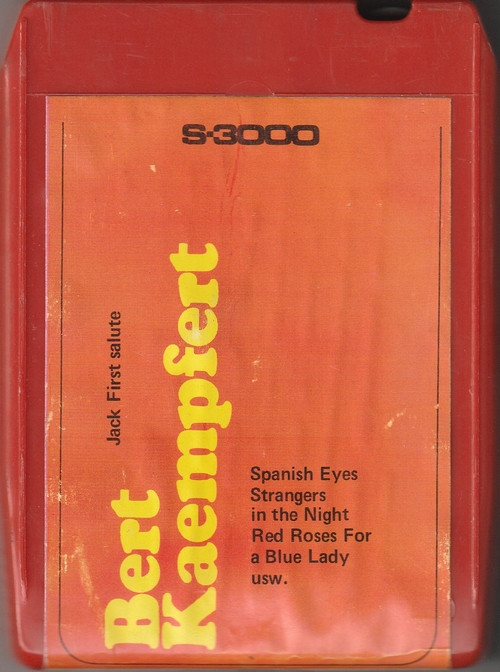 S-3000
Jack First salute
Bert
Kaempfert
Spanish Eyes
Strangers
in the Night
Red Roses For
a Blue Lady
usw.